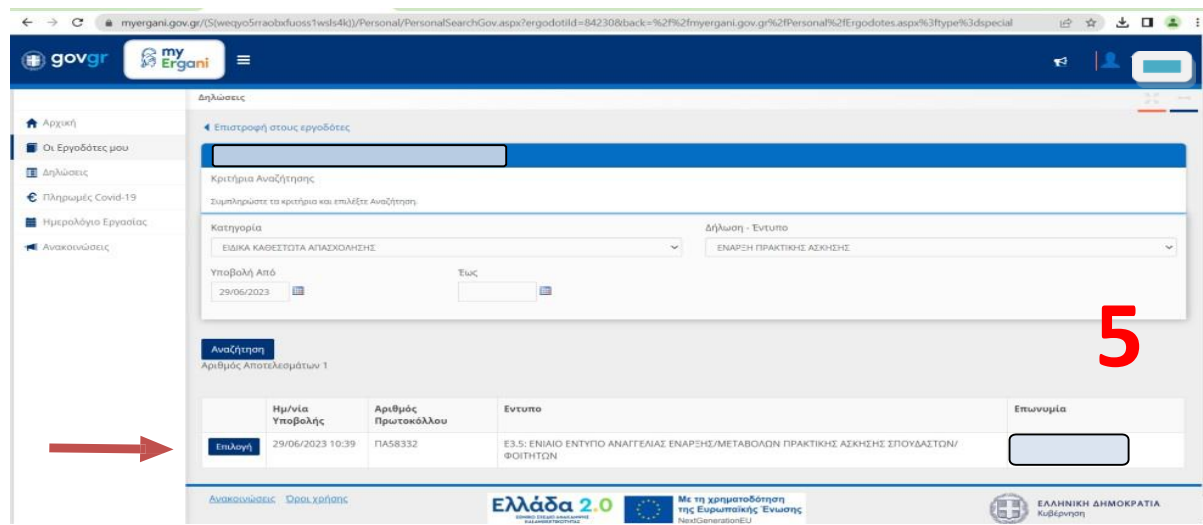 myergani.gov.gr/(S(weqyo5rraobxfuoss1wsls4k))/Personal/PersonalSearchGov.aspx?ergodotiId=84230&back=%2f%2fmyergani.gov.gr%2fPersonal%2fErgodotes.aspx%3ftype%3dspecial
govgr
my
Ergani
Δηλώσεις
Αρχική
Οι Εργοδότες μου
Δηλώσεις
Πληρωμές Covid-19
Ημερολόγιο Εργασίας
Ανακοινώσεις
Επιστροφή στους εργοδότες
Κριτήρια Αναζήτησης
Συμπληρώστε τα κριτήρια και επιλέξτε Αναζήτηση.
Κατηγορία
Δήλωση - Έντυπο
ΕΙΔΙΚΑ ΚΑΘΕΣΤΩΤΑ ΑΠΑΣΧΟΛΗΣΗΣ
ΕΝΑΡΞΗ ΠΡΑΚΤΙΚΗΣ ΑΣΚΗΣΗΣ
Υποβολή Από
Έως
29/06/2023
5
Αναζήτηση
Αριθμός Αποτελεσμάτων 1
Ημ/νία Υποβολής
Αριθμός Πρωτοκόλλου
Εντυπο
Επωνυμία
Επιλογή
29/06/2023 10:39
ΠΑ58332
Ε3.5: ΕΝΙΑΙΟ ΕΝΤΥΠΟ ΑΝΑΓΓΕΛΙΑΣ ΕΝΑΡΞΗΣ/ΜΕΤΑΒΟΛΩΝ ΠΡΑΚΤΙΚΗΣ ΑΣΚΗΣΗΣ ΣΠΟΥΔΑΣΤΩΝ/
ΦΟΙΤΗΤΩΝ
Ανακοινώσεις Όροι χρήσης
Ελλάδα 2.0
Με τη χρηματοδότηση
της Ευρωπαϊκής Ένωσης
NextGenerationEU
ΕΛΛΗΝΙΚΗ ΔΗΜΟΚΡΑΤΙΑ
Κυβέρνηση